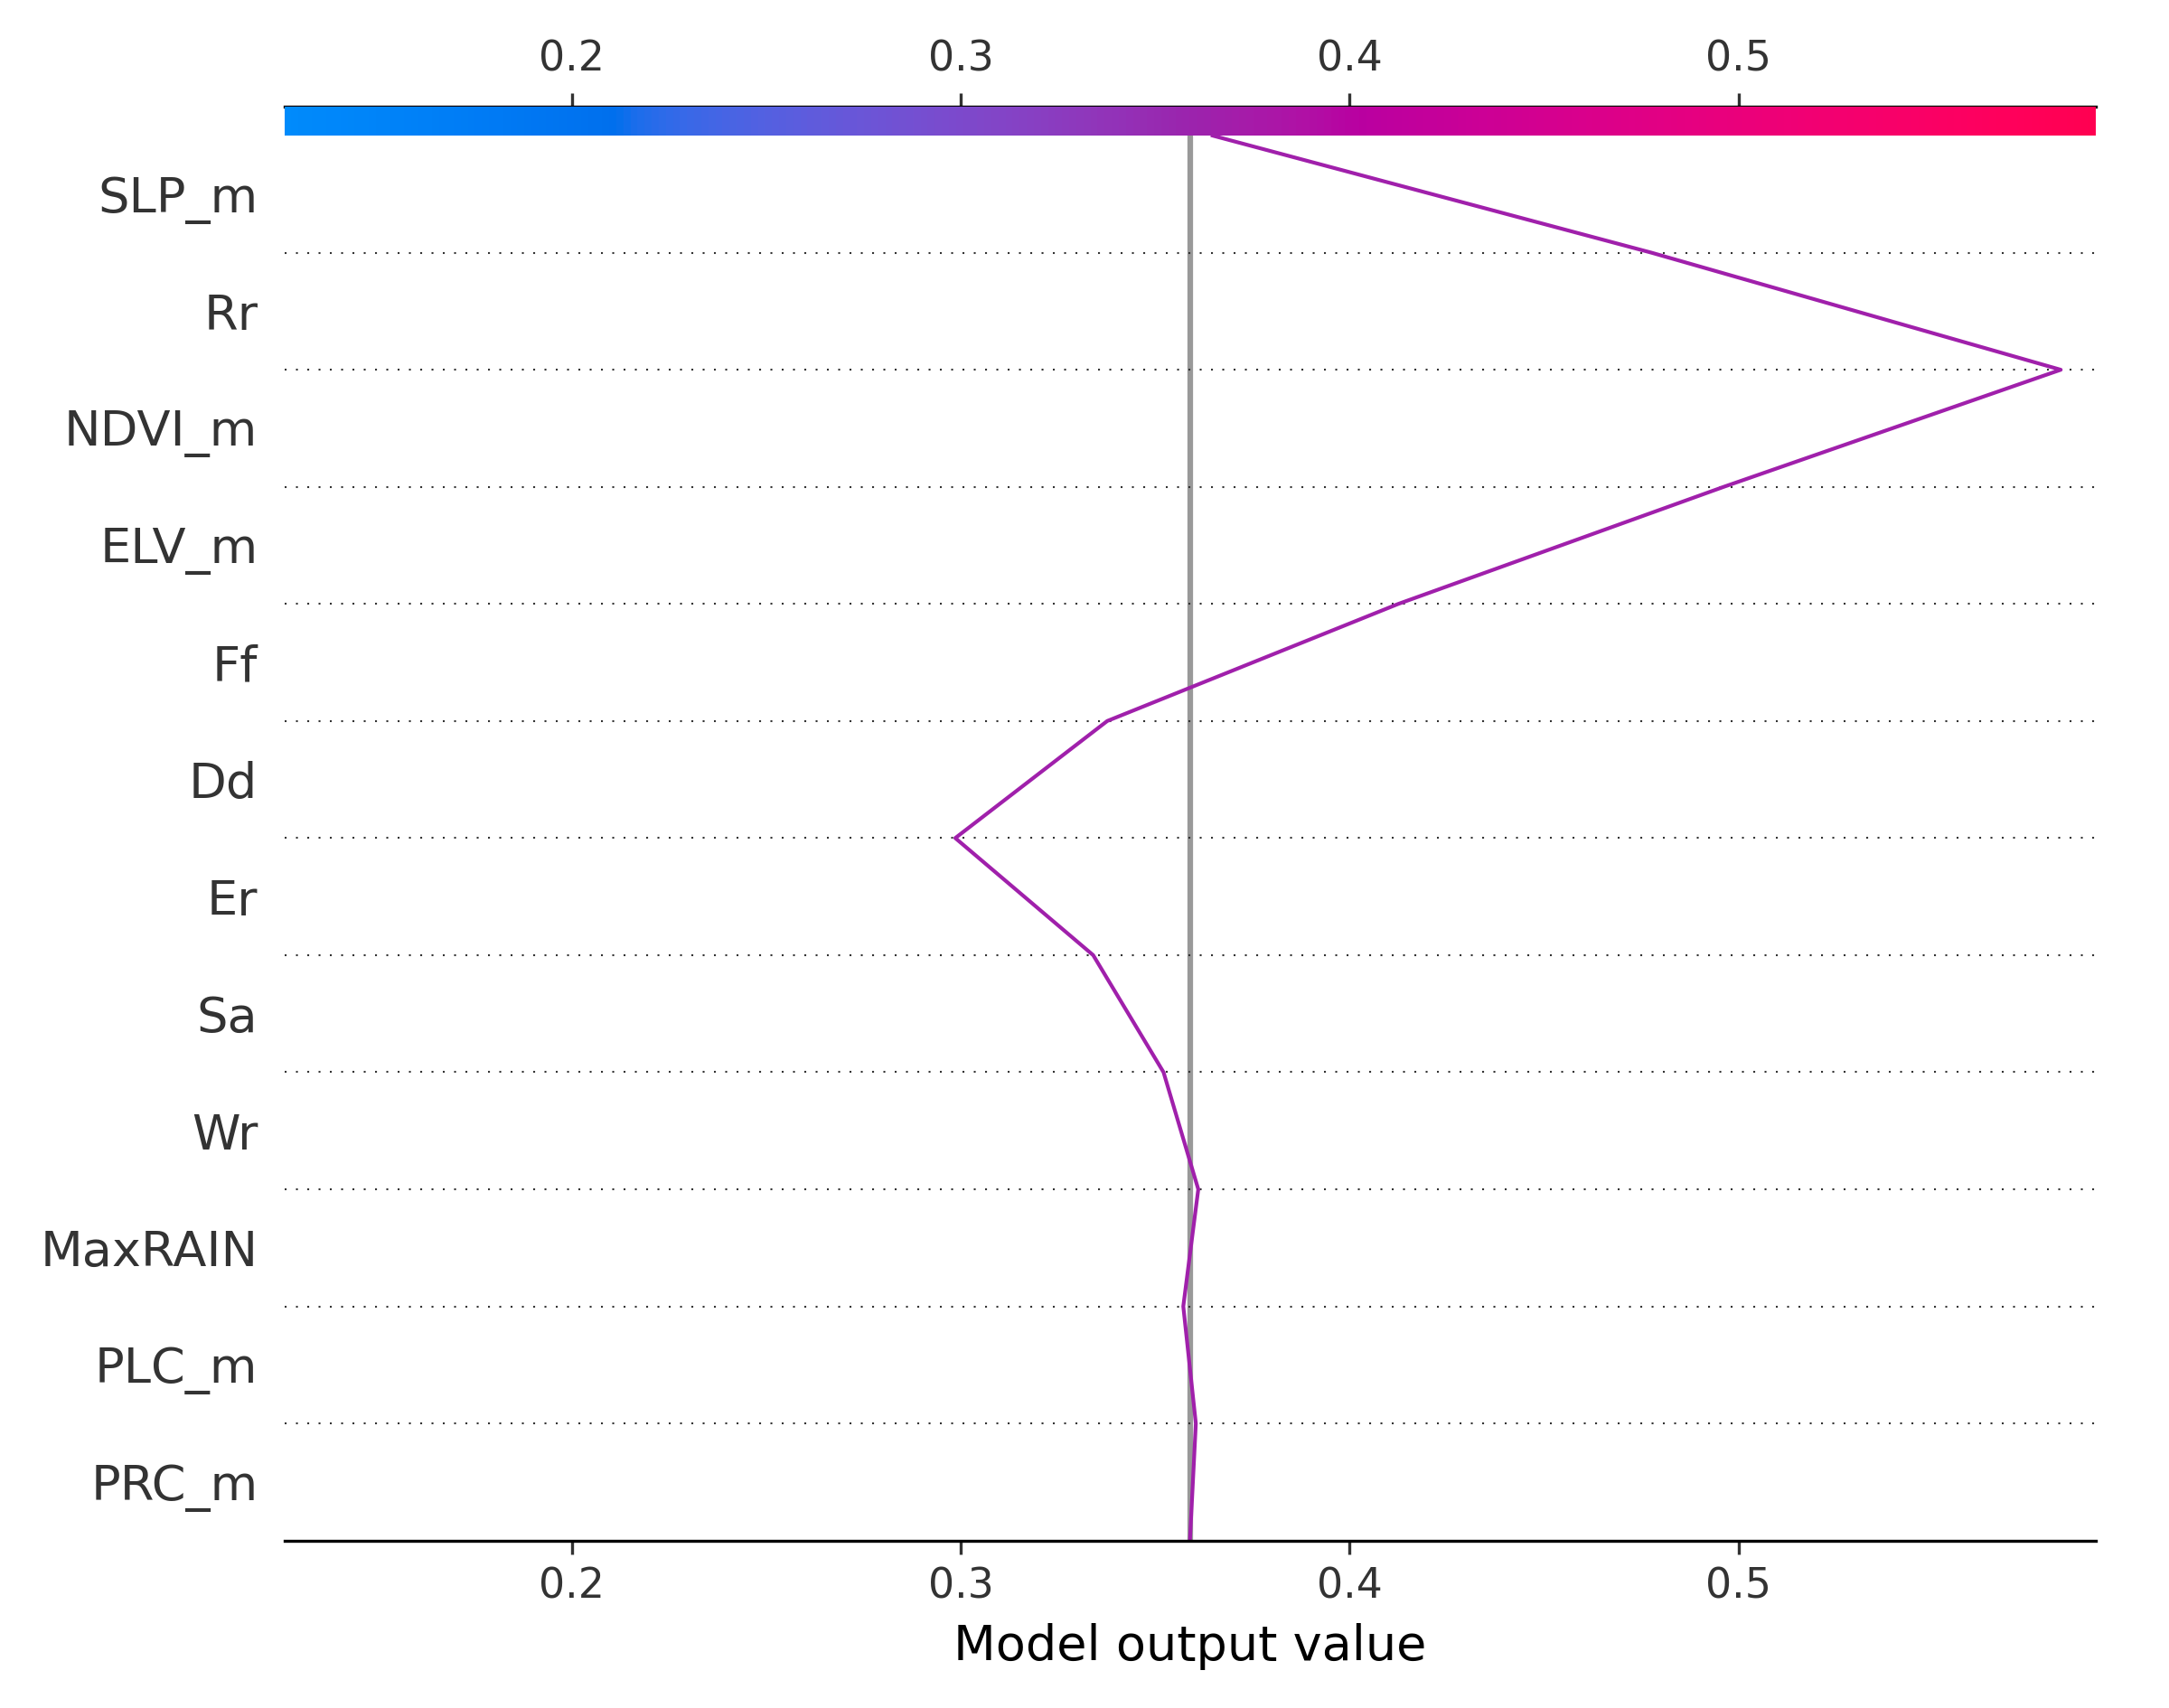 0.2 0.3 0.4 0.5
SLP_m
Rr
NDVI_m
ELV_m
Ff
Dd
Er
Sa
Wr
MaxRAIN
PLC_m
PRC_m
0.2 0.3 0.4 0.5
Model output value